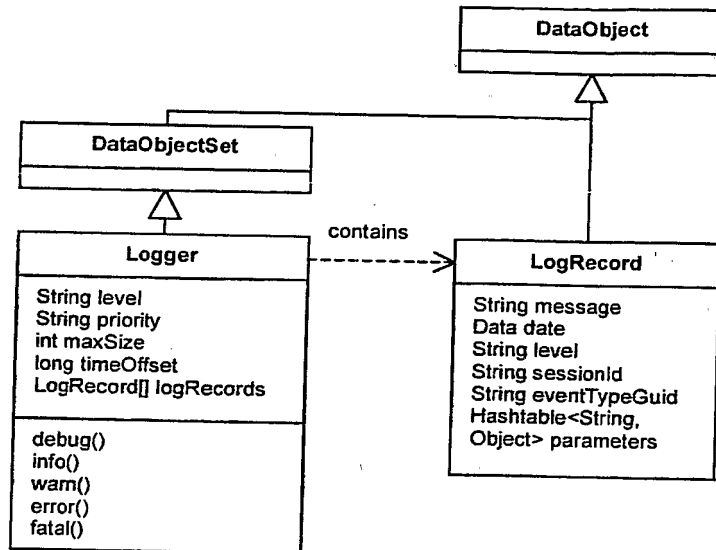 DataObject
DataObjectSet
Logger
String level
String priority
int maxSize
long timeOffset
LogRecord[] logRecords
debug()
info()
warn()
error()
fatal()
contains
LogRecord
String message
Data date
String level
String sessionId
String eventTypeGuid
Hashtable<String,
Object> parameters